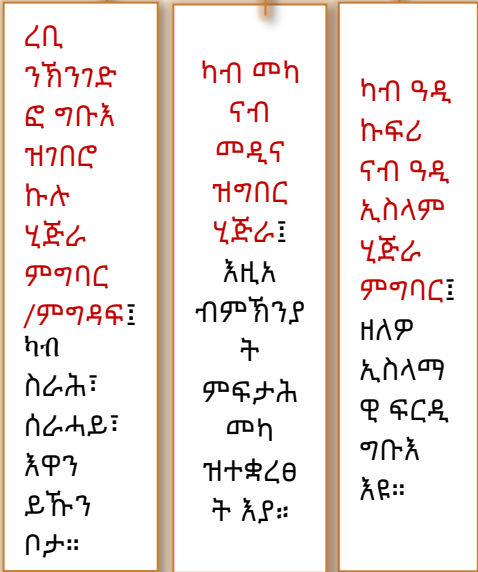 ረቢ
ንኽንገድ
ፎ ግቡእ
ዝገበሮ
ኩሉ
ሂጅራ
ምግባር
/ምግዳፍ፤
ካብ
ስራሕ፣
ሰራሓይ፣
እዋን
ይኹን
ቦታ።
ካብ መካ
ናብ
መዲና
ዝግበር
ሂጅራ፤
እዚአ
ብምኽንያ
ት
ምፍታሕ
መካ
ዝተቋረፀ
ት እያ።
ካብ ዓዲ
ኩፍሪ
ናብ ዓዲ
ኢስላም
ሂጅራ
ምግባር፤
ዘለዎ
ኢስላማ
ዊ ፍርዲ
ግቡእ
እዩ።